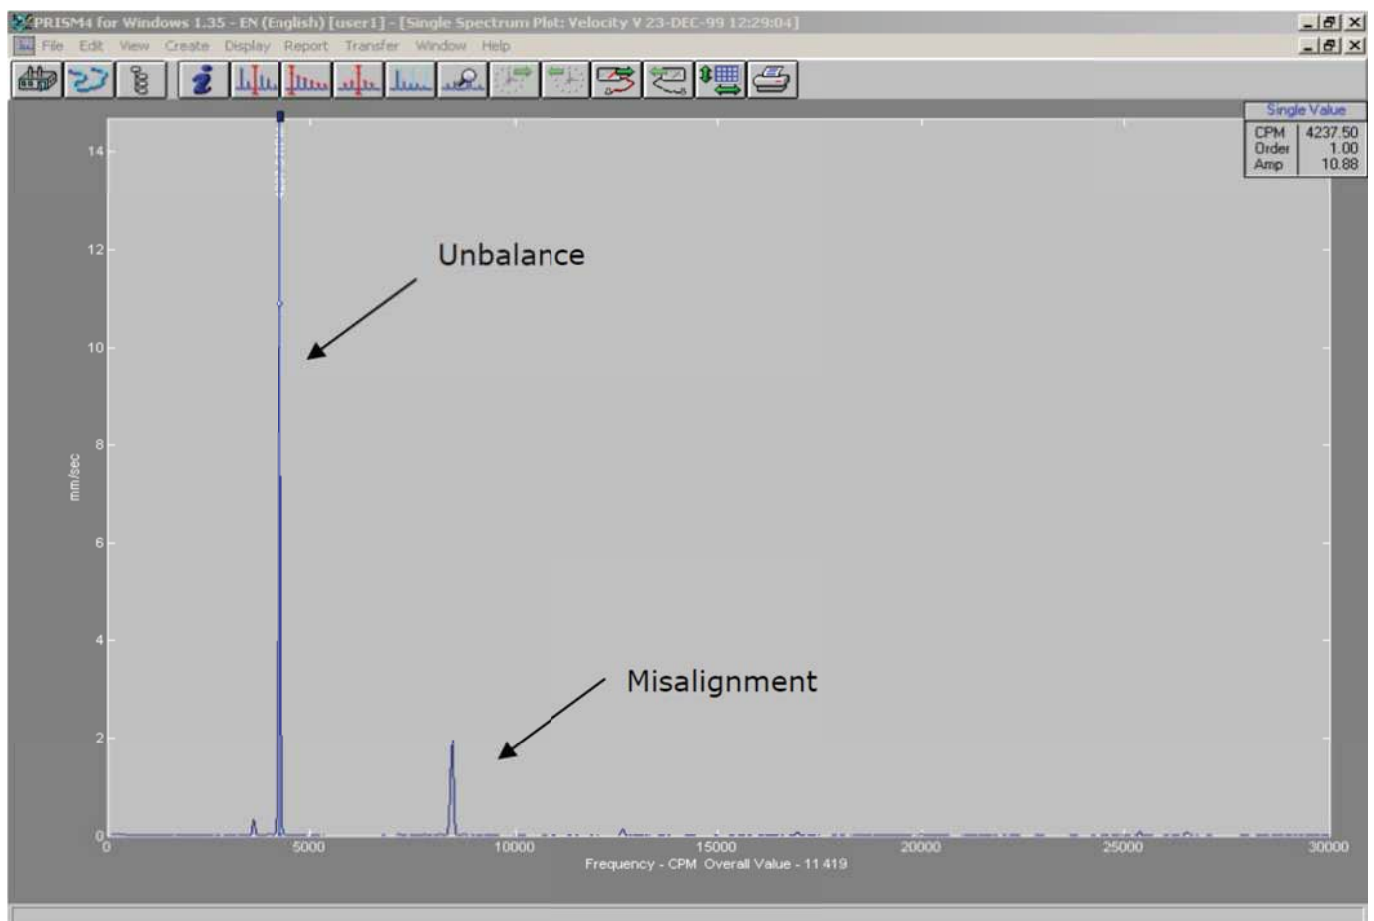 PRISM4 for Windows 1.35 - EN (English) [user1] - [Single Spectrum Plot: Velocity V 23-DEC-99 12:29:04]
File Edit View Create Display Report Transfer Window Help
Single Value
CPM 4237.50
Order 1.00
Amp 10.88
14
12
Unbalance
10
8
mm/sec
6
4
Misalignment
2
0
0 5000 10000 15000 20000 25000 30000
Frequency - CPM Overall Value - 11.419